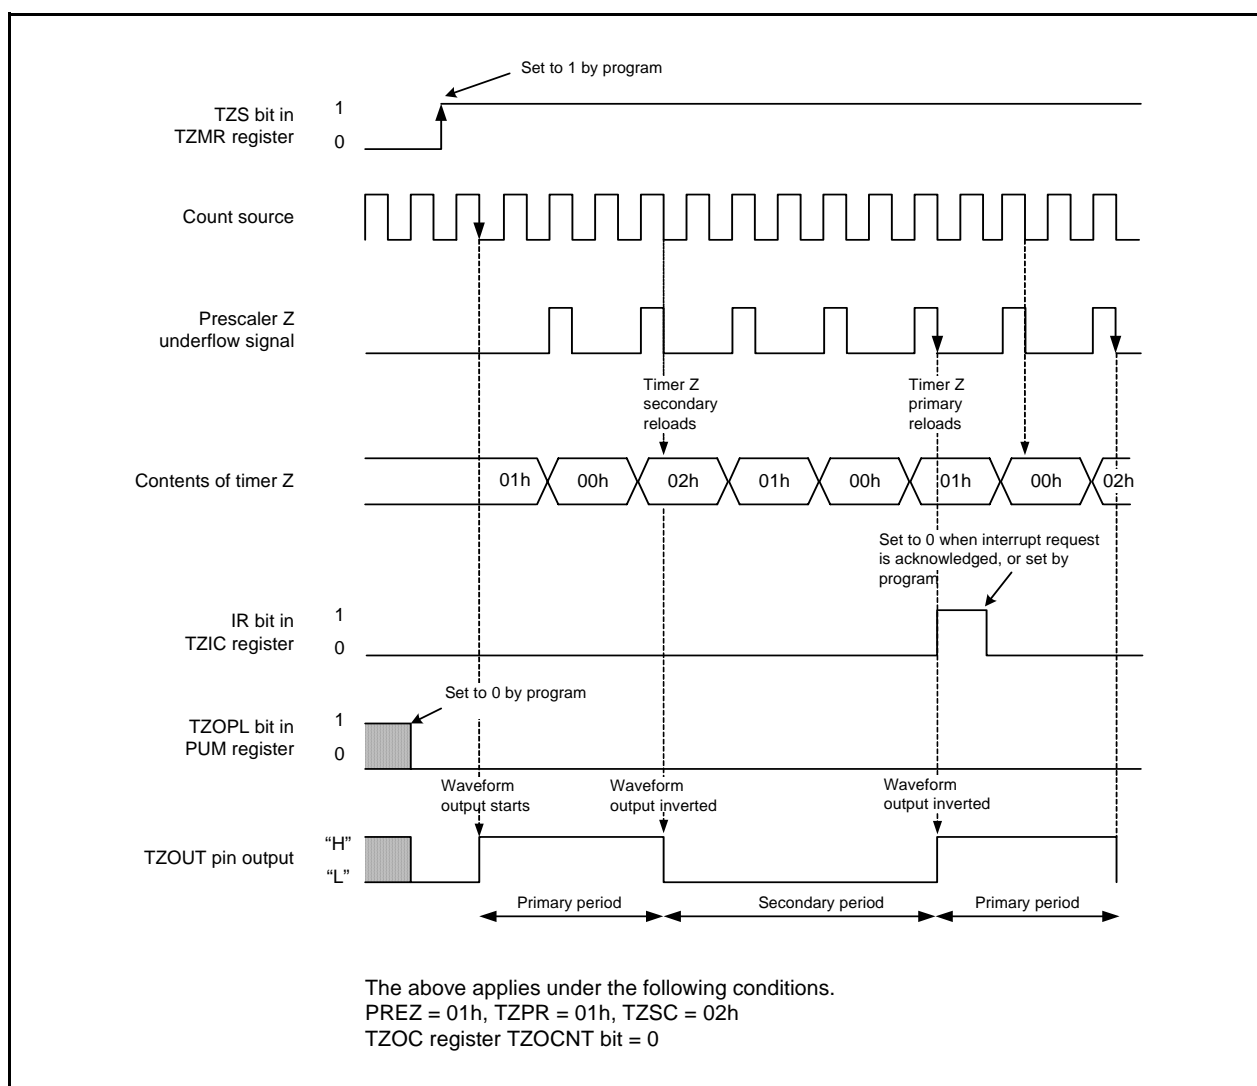 Set to 1 by program
TZS bit in
TZMR register
1
0
Count source
Prescaler Z
underflow signal
Timer Z
secondary
reloads
Timer Z
primary
reloads
Contents of timer Z
01h
00h
02h
01h
00h
01h
00h
02h
Set to 0 when interrupt request
is acknowledged, or set by
program
IR bit in
TZIC register
1
0
Set to 0 by program
TZOPL bit in
PUM register
1
0
Waveform
output starts
Waveform
output inverted
Waveform
output inverted
TZOUT pin output
“H”
“L”
Primary period
Secondary period
Primary period
The above applies under the following conditions.
PREZ = 01h, TZPR = 01h, TZSC = 02h
TZOC register TZOCNT bit = 0